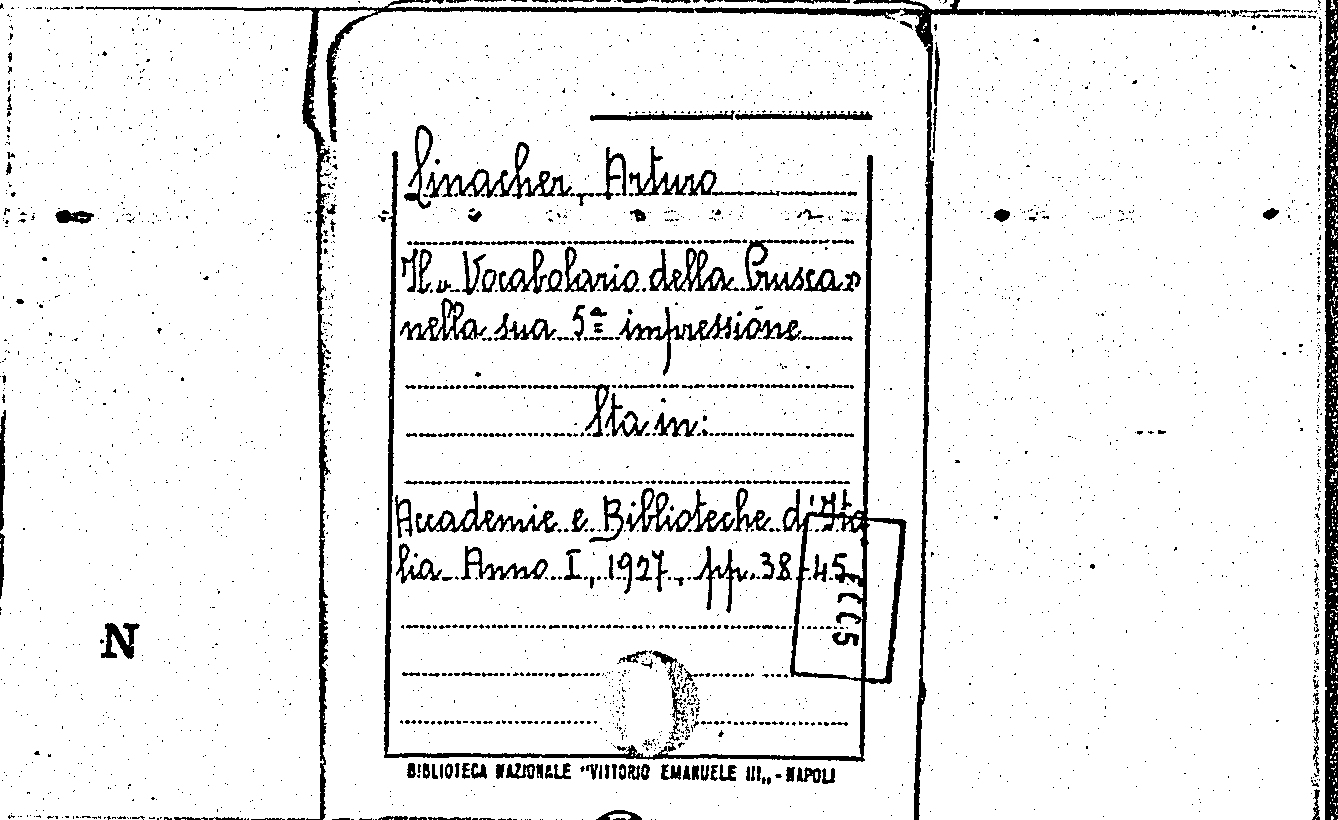 Linacher, Arturo
Il „Vocabolario della Crusca”
nella sua 5ª impressione
Sta in:
Accademie e Biblioteche d'Ita
lia. Anno I, 1927, pp. 38-45
N
BIBLIOTECA NAZIONALE “VITTORIO EMANUELE III„ - NAPOLI